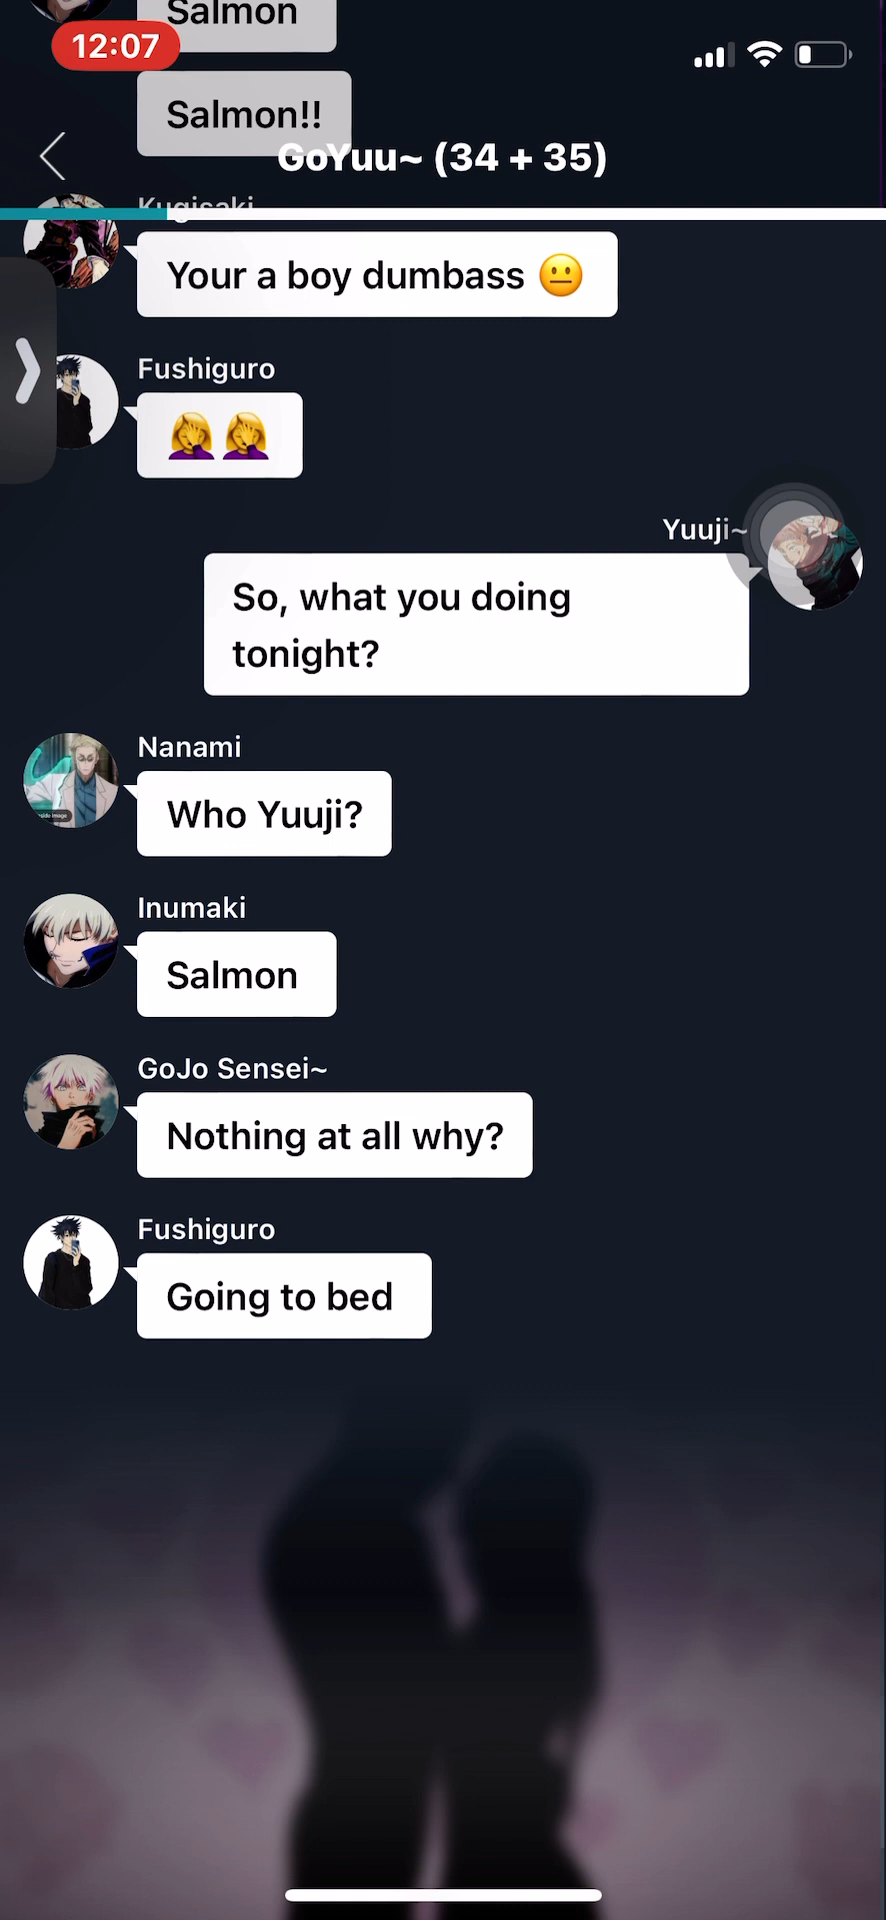 Salmon
12:07
Salmon!!
GoYuu~ (34 + 35)
Kugisaki
Your a boy dumbass 😐
Fushiguro
🤦‍♀️🤦‍♀️
Yuuji~
So, what you doing
tonight?
Nanami
Who Yuuji?
Inumaki
Salmon
GoJo Sensei~
Nothing at all why?
Fushiguro
Going to bed